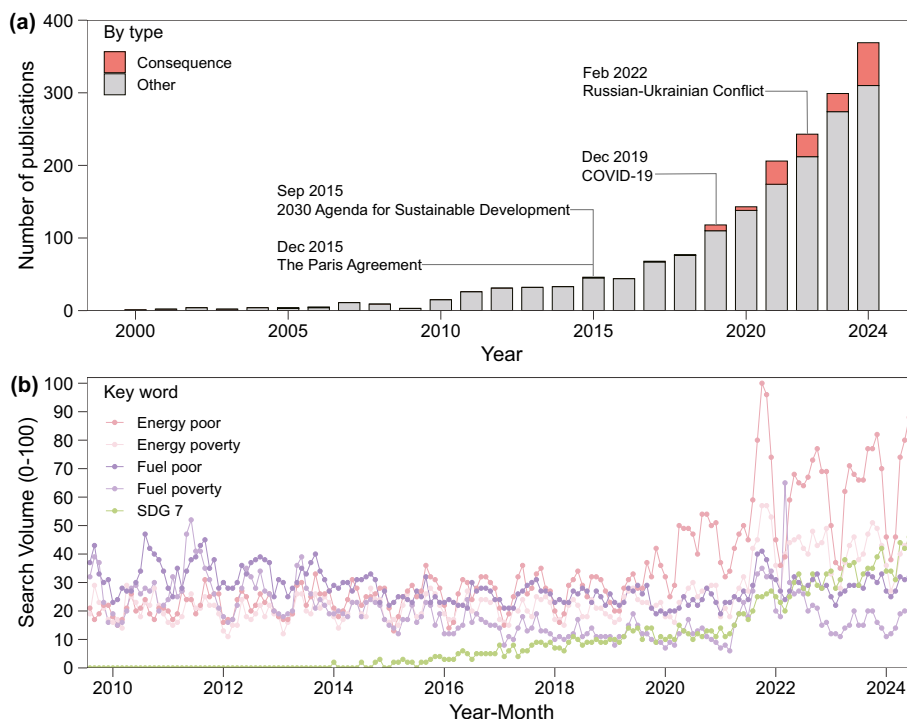 (a)
400
300
200
100
0
Number of publications
By type
Consequence
Other
Feb 2022
Russian-Ukrainian Conflict
Dec 2019
COVID-19
Sep 2015
2030 Agenda for Sustainable Development
Dec 2015
The Paris Agreement
2000 2005 2010 2015 2020 2024
Year
(b)
100
90
80
70
60
50
40
30
20
10
0
Search Volume (0-100)
Key word
Energy poor
Energy poverty
Fuel poor
Fuel poverty
SDG 7
2010 2012 2014 2016 2018 2020 2022 2024
Year-Month